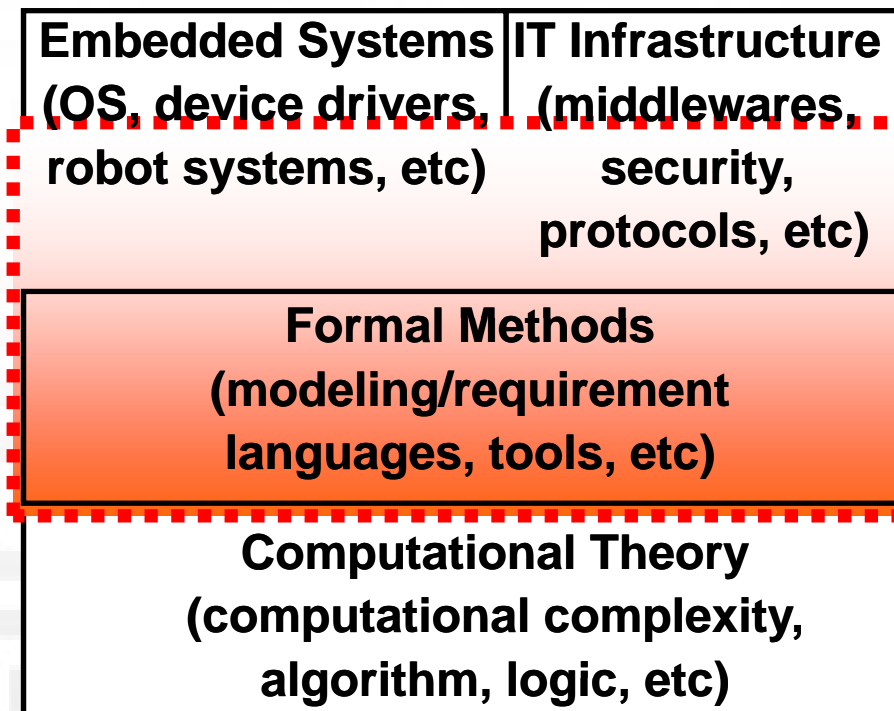 Embedded Systems
(OS, device drivers,
robot systems, etc)
IT Infrastructure
(middlewares,
security,
protocols, etc)
Formal Methods
(modeling/requirement
languages, tools, etc)
Computational Theory
(computational complexity,
algorithm, logic, etc)